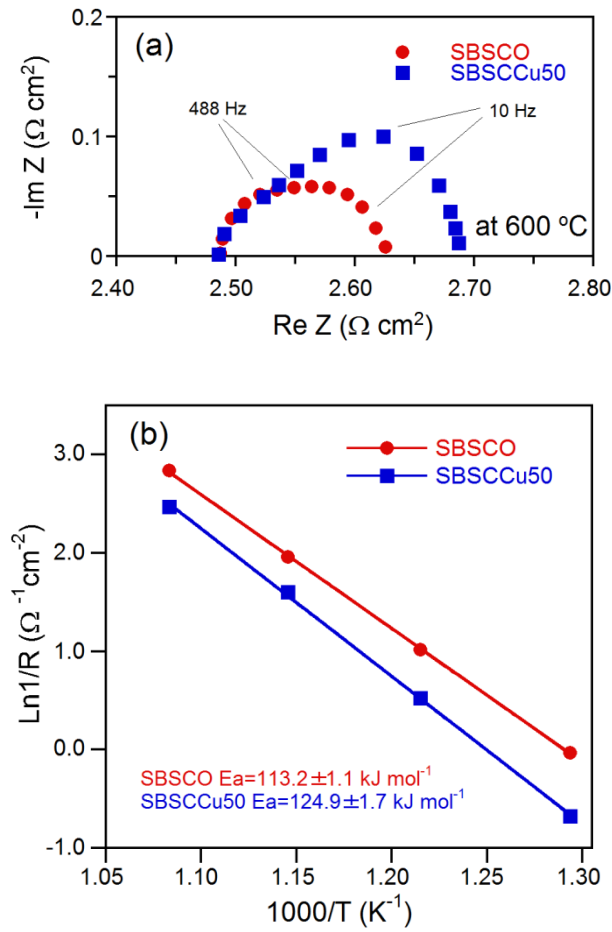 (a)
SBSCO
SBSCCu50
488 Hz
10 Hz
at 600 ºC
-Im Z (Ω cm²)
0.2
0.1
0
2.40 2.50 2.60 2.70 2.80
Re Z (Ω cm²)
(b)
SBSCO
SBSCCu50
Ln1/R (Ω⁻¹cm⁻²)
3.0
2.0
1.0
0.0
-1.0
SBSCO Ea=113.2±1.1 kJ mol⁻¹
SBSCCu50 Ea=124.9±1.7 kJ mol⁻¹
1.05 1.10 1.15 1.20 1.25 1.30
1000/T (K⁻¹)